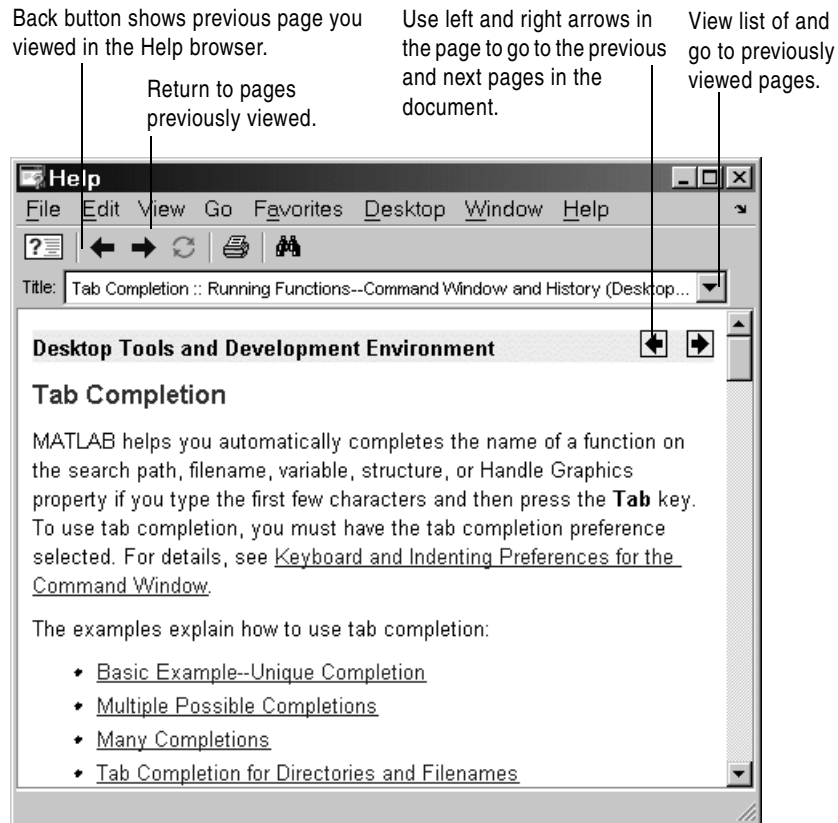 Back button shows previous page you
viewed in the Help browser.
Return to pages
previously viewed.
Use left and right arrows in
the page to go to the previous
and next pages in the
document.
View list of and
go to previously
viewed pages.
Help
File Edit View Go Favorites Desktop Window Help
Title: Tab Completion :: Running Functions--Command Window and History (Desktop...
Desktop Tools and Development Environment
Tab Completion
MATLAB helps you automatically completes the name of a function on
the search path, filename, variable, structure, or Handle Graphics
property if you type the first few characters and then press the Tab key.
To use tab completion, you must have the tab completion preference
selected. For details, see Keyboard and Indenting Preferences for the
Command Window.
The examples explain how to use tab completion:
• Basic Example--Unique Completion
• Multiple Possible Completions
• Many Completions
• Tab Completion for Directories and Filenames